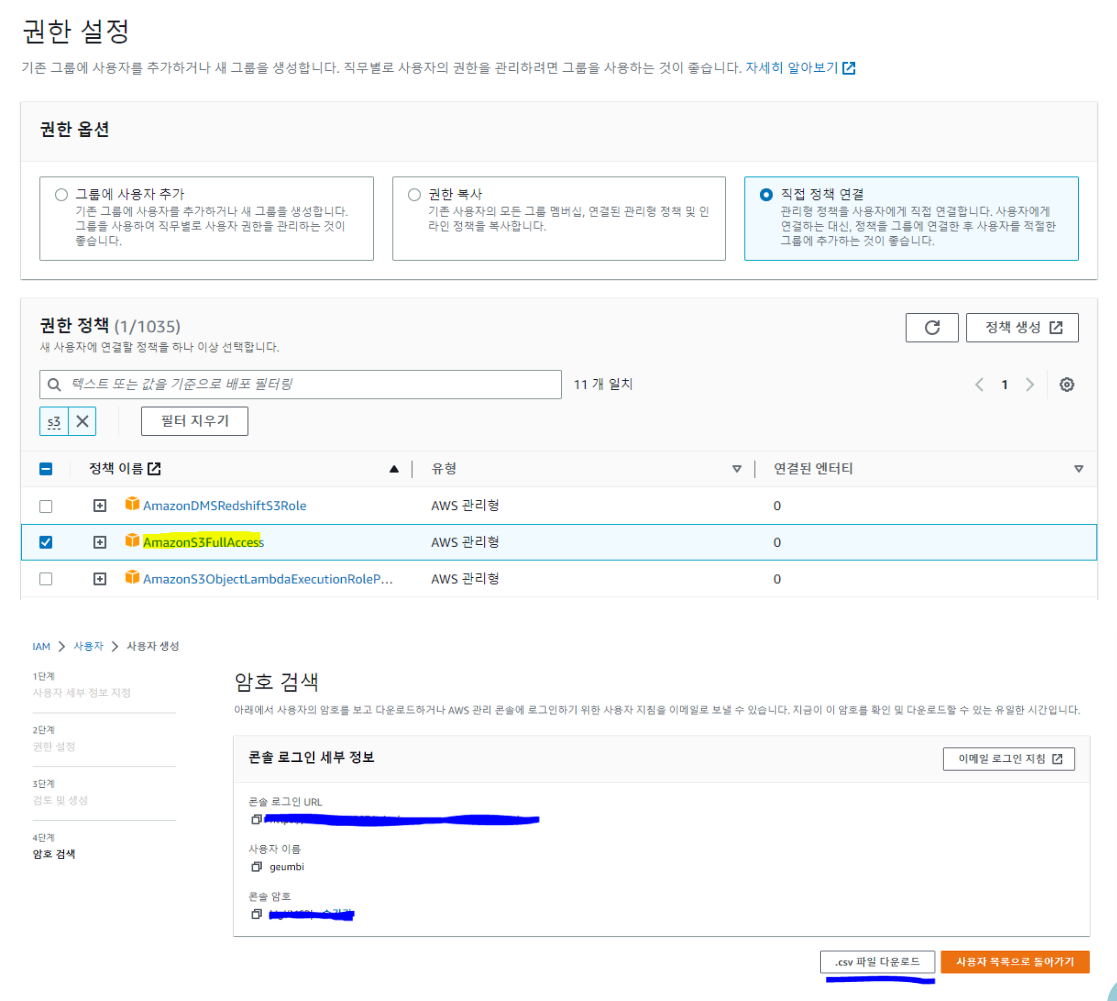 권한 설정
기존 그룹에 사용자를 추가하거나 새 그룹을 생성합니다. 직무별로 사용자의 권한을 관리하려면 그룹을 사용하는 것이 좋습니다. 자세히 알아보기
권한 옵션
그룹에 사용자 추가
기존 그룹에 사용자를 추가하거나 새 그룹을 생성합니다.
그룹을 사용하여 직무별로 사용자 권한을 관리하는 것이
좋습니다.
권한 복사
기존 사용자의 모든 그룹 멤버십, 연결된 관리형 정책 및 인
라인 정책을 복사합니다.
직접 정책 연결
관리형 정책을 사용자에게 직접 연결합니다. 사용자에게
연결하는 대신, 정책을 그룹에 연결한 후 사용자를 적절한
그룹에 추가하는 것이 좋습니다.
권한 정책 (1/1035)
새 사용자에 연결할 정책을 하나 이상 선택합니다.
정책 생성
텍스트 또는 값을 기준으로 배포 필터링
11 개 일치
1
s3
필터 지우기
정책 이름 유형 연결된 엔터티
AmazonDMSRedshiftS3Role AWS 관리형 0
AmazonS3FullAccess AWS 관리형 0
AmazonS3ObjectLambdaExecutionRoleP... AWS 관리형 0
IAM > 사용자 > 사용자 생성
1단계
사용자 세부 정보 지정
2단계
권한 설정
3단계
검토 및 생성
4단계
암호 검색
암호 검색
아래에서 사용자의 암호를 보고 다운로드하거나 AWS 관리 콘솔에 로그인하기 위한 사용자 지침을 이메일로 보낼 수 있습니다. 지금이 이 암호를 확인 및 다운로드할 수 있는 유일한 시간입니다.
콘솔 로그인 세부 정보
이메일 로그인 지침
콘솔 로그인 URL
사용자 이름
geumbi
콘솔 암호
.csv 파일 다운로드
사용자 목록으로 돌아가기